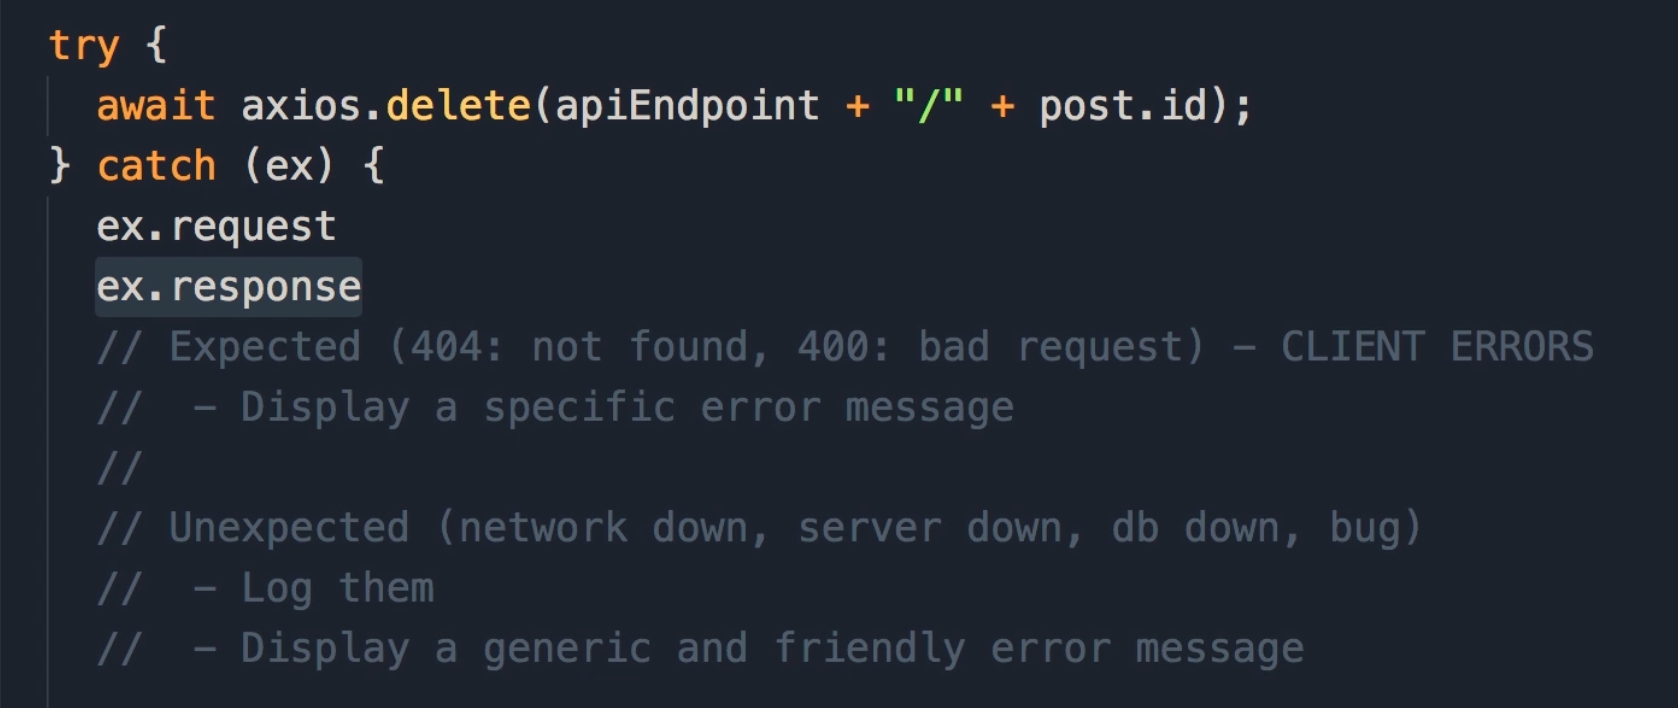 try {
await axios.delete(apiEndpoint + "/" + post.id);
} catch (ex) {
ex.request
ex.response
// Expected (404: not found, 400: bad request) – CLIENT ERRORS
//  – Display a specific error message
//
// Unexpected (network down, server down, db down, bug)
//  – Log them
//  – Display a generic and friendly error message